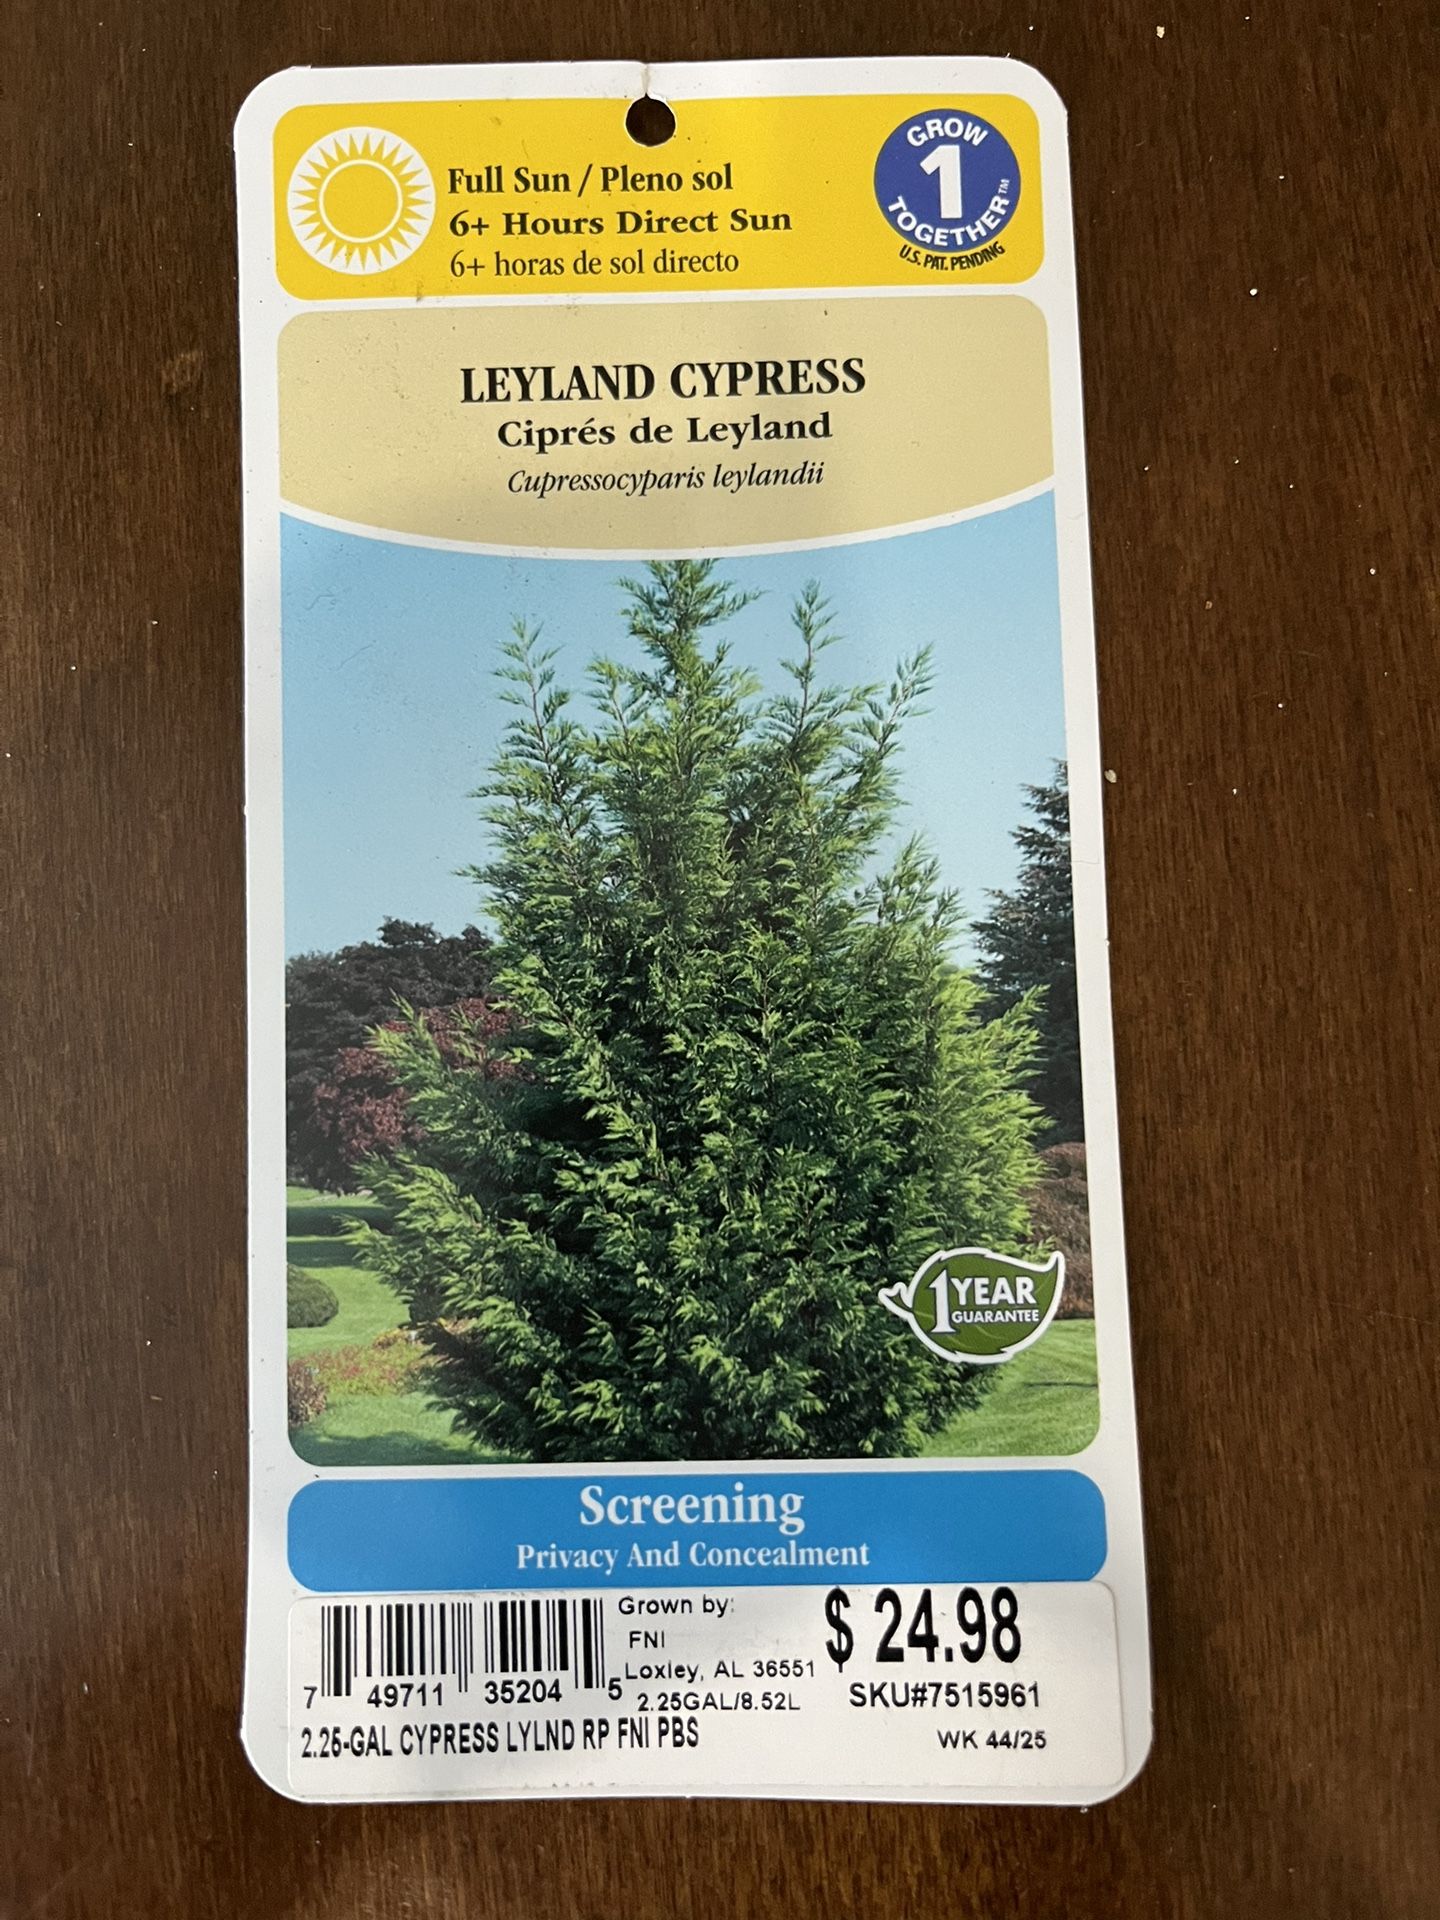 Full Sun / Pleno sol
6+ Hours Direct Sun
6+ horas de sol directo
GROW
1
TOGETHER™
U.S. PAT. PENDING
LEYLAND CYPRESS
Ciprés de Leyland
Cupressocyparis leylandii
1 YEAR
GUARANTEE
Screening
Privacy And Concealment
Grown by:
FNI
Loxley, AL 36551
2.25GAL/8.52L
$ 24.98
SKU#7515961
7 49711 35204 5
2.25-GAL CYPRESS LYLND RP FNI PBS
WK 44/25